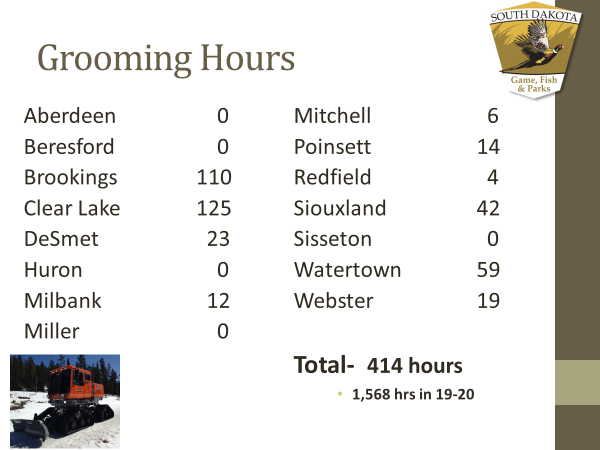 SOUTH DAKOTA
Game, Fish
& Parks
Grooming Hours
Aberdeen 0
Beresford 0
Brookings 110
Clear Lake 125
DeSmet 23
Huron 0
Milbank 12
Miller 0
Mitchell 6
Poinsett 14
Redfield 4
Siouxland 42
Sisseton 0
Watertown 59
Webster 19
Total- 414 hours
• 1,568 hrs in 19-20